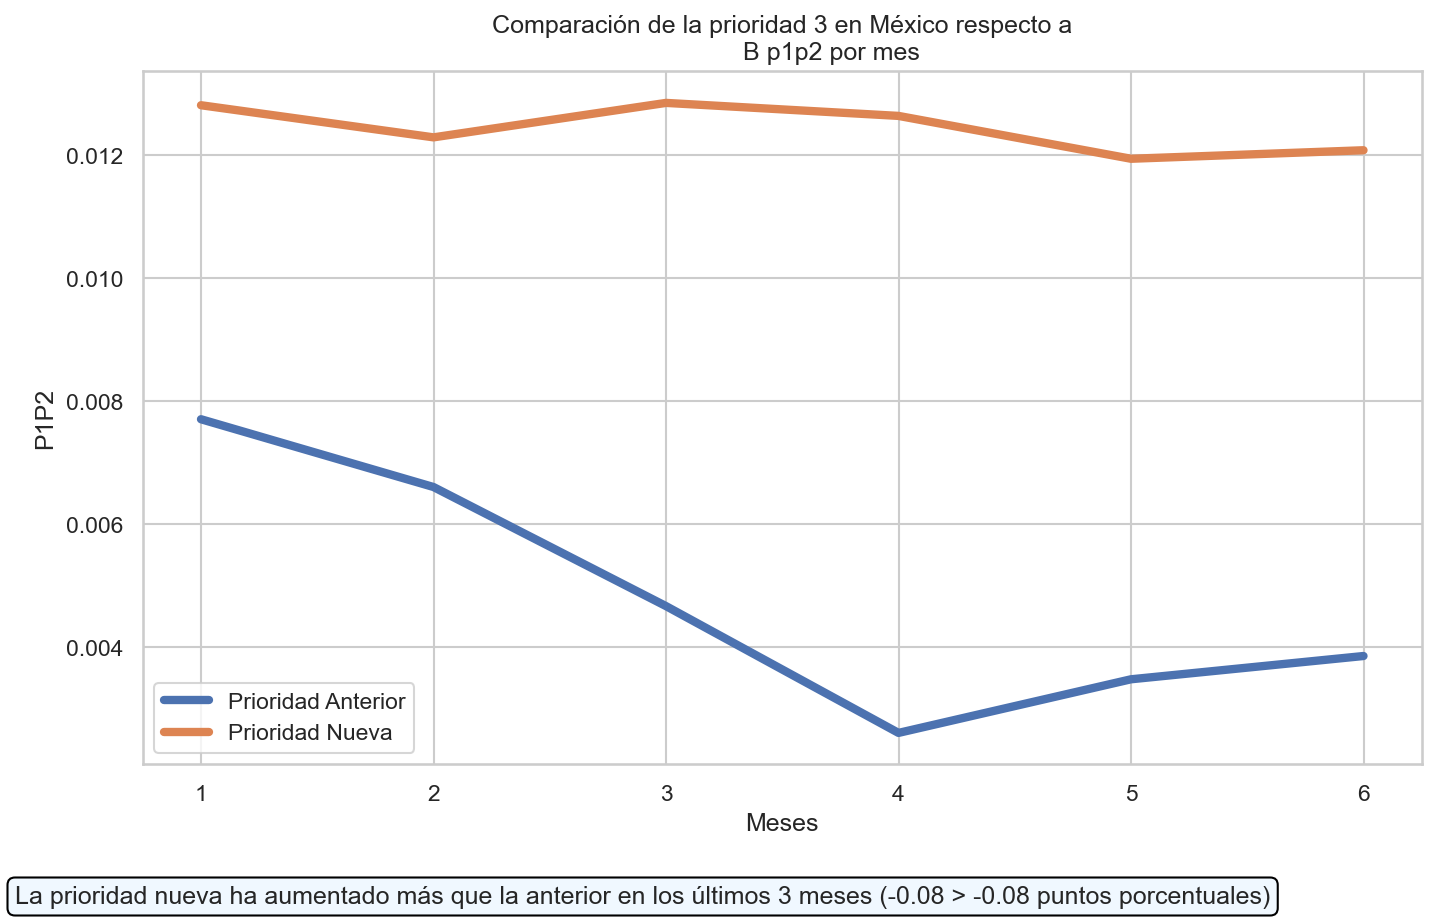 Comparación de la prioridad 3 en México respecto a
B p1p2 por mes
P1P2
0.012
0.010
0.008
0.006
0.004
Prioridad Anterior
Prioridad Nueva
1 2 3 4 5 6
Meses
La prioridad nueva ha aumentado más que la anterior en los últimos 3 meses (-0.08 > -0.08 puntos porcentuales)